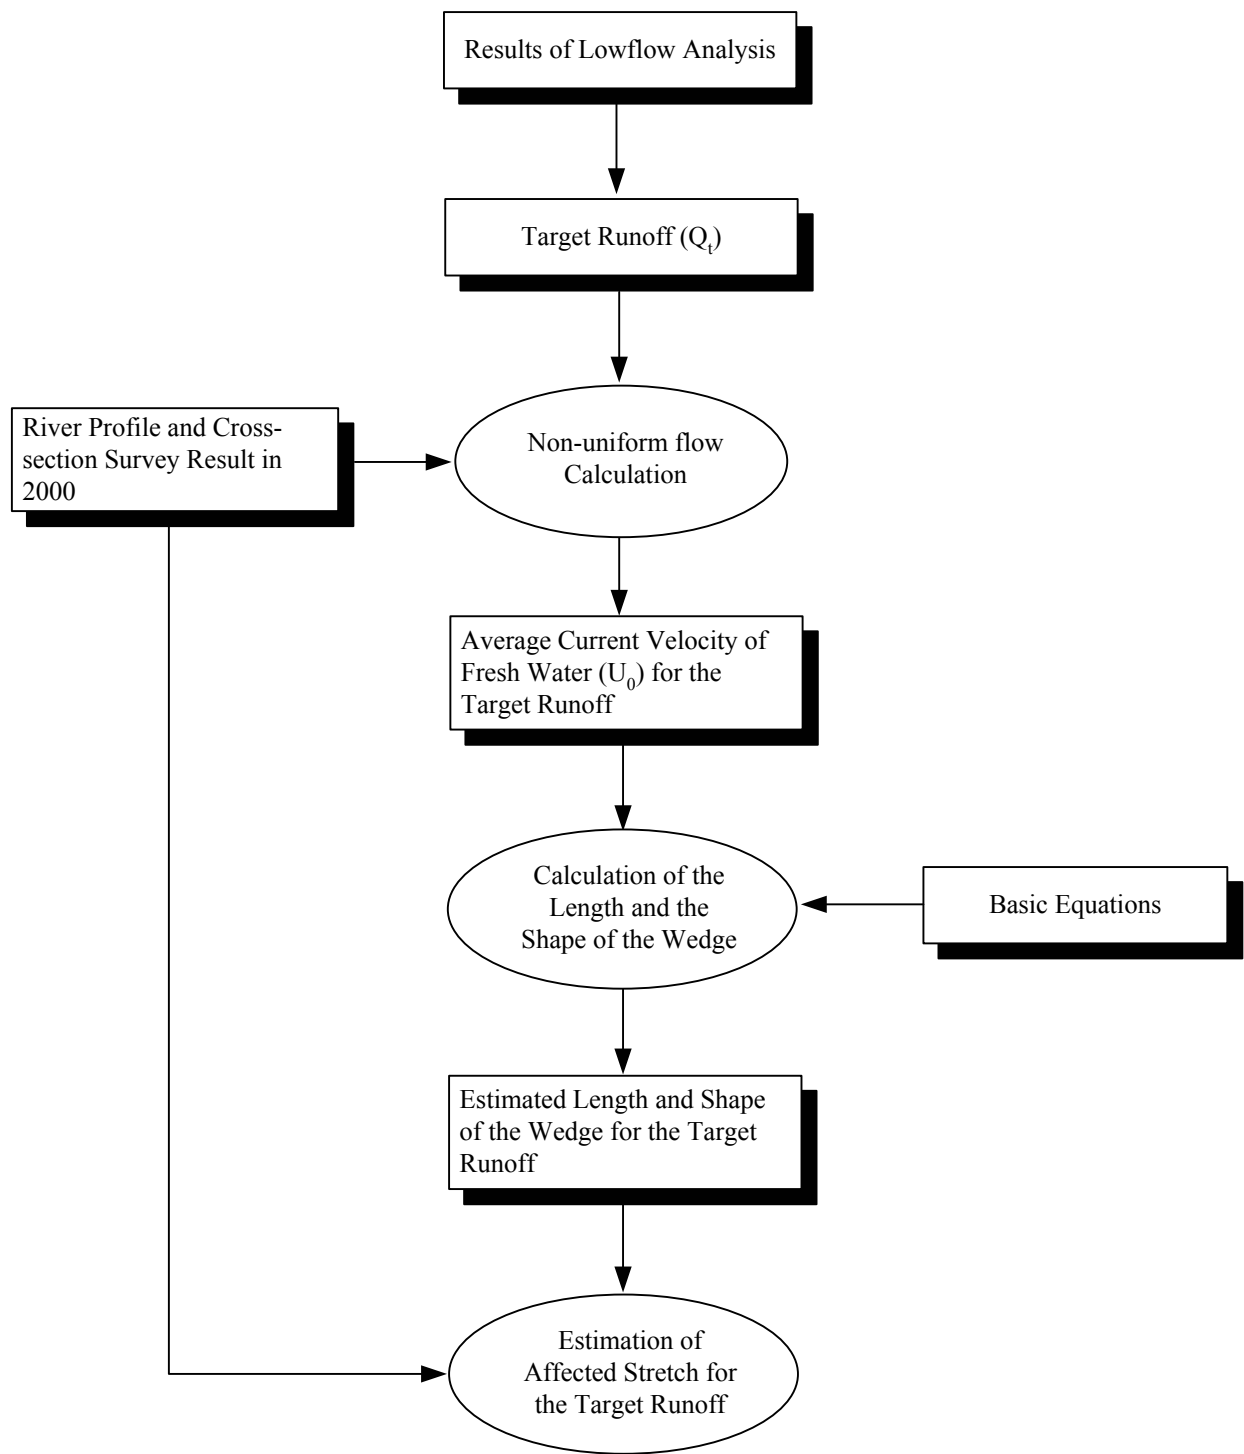 Results of Lowflow Analysis
Target Runoff (Qt)
Non-uniform flow
Calculation
River Profile and Cross-
section Survey Result in
2000
Average Current Velocity of
Fresh Water (U0) for the
Target Runoff
Calculation of the
Length and the
Shape of the Wedge
Basic Equations
Estimated Length and Shape
of the Wedge for the Target
Runoff
Estimation of
Affected Stretch for
the Target Runoff